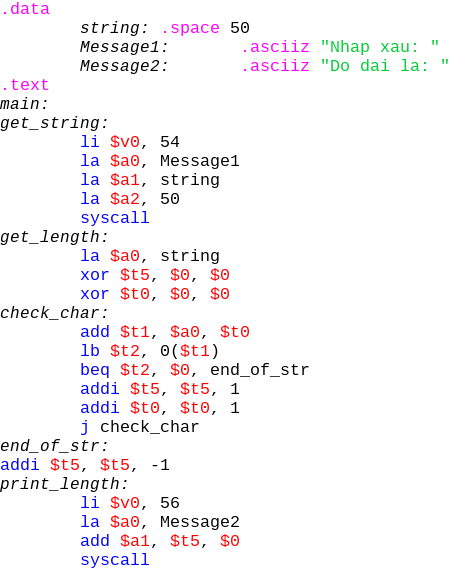 .data
string: .space 50
Message1: .asciiz "Nhap xau: "
Message2: .asciiz "Do dai la: "
.text
main:
get_string:
li $v0, 54
la $a0, Message1
la $a1, string
la $a2, 50
syscall
get_length:
la $a0, string
xor $t5, $0, $0
xor $t0, $0, $0
check_char:
add $t1, $a0, $t0
lb $t2, 0($t1)
beq $t2, $0, end_of_str
addi $t5, $t5, 1
addi $t0, $t0, 1
j check_char
end_of_str:
addi $t5, $t5, -1
print_length:
li $v0, 56
la $a0, Message2
add $a1, $t5, $0
syscall